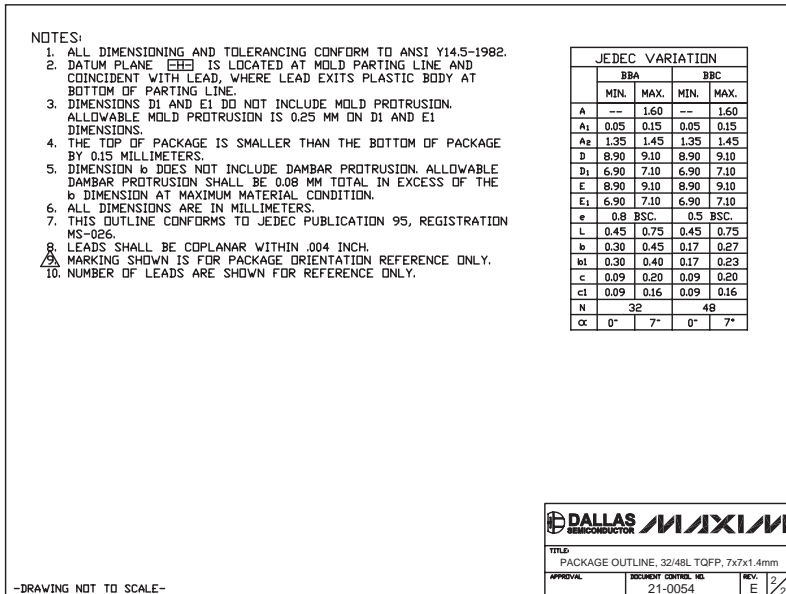 NOTES:
1. ALL DIMENSIONING AND TOLERANCING CONFORM TO ANSI Y14.5-1982.
2. DATUM PLANE -H- IS LOCATED AT MOLD PARTING LINE AND
COINCIDENT WITH LEAD, WHERE LEAD EXITS PLASTIC BODY AT
BOTTOM OF PARTING LINE.
3. DIMENSIONS D1 AND E1 DO NOT INCLUDE MOLD PROTRUSION.
ALLOWABLE MOLD PROTRUSION IS 0.25 MM ON D1 AND E1
DIMENSIONS.
4. THE TOP OF PACKAGE IS SMALLER THAN THE BOTTOM OF PACKAGE
BY 0.15 MILLIMETERS.
5. DIMENSION b DOES NOT INCLUDE DAMBAR PROTRUSION. ALLOWABLE
DAMBAR PROTRUSION SHALL BE 0.08 MM TOTAL IN EXCESS OF THE
b DIMENSION AT MAXIMUM MATERIAL CONDITION.
6. ALL DIMENSIONS ARE IN MILLIMETERS.
7. THIS OUTLINE CONFORMS TO JEDEC PUBLICATION 95, REGISTRATION
MS-026.
8. LEADS SHALL BE COPLANAR WITHIN .004 INCH.
9. MARKING SHOWN IS FOR PACKAGE ORIENTATION REFERENCE ONLY.
10. NUMBER OF LEADS ARE SHOWN FOR REFERENCE ONLY.
JEDEC VARIATION
BBA BBC
MIN. MAX. MIN. MAX.
A -- 1.60 -- 1.60
A1 0.05 0.15 0.05 0.15
A2 1.35 1.45 1.35 1.45
D 8.90 9.10 8.90 9.10
D1 6.90 7.10 6.90 7.10
E 8.90 9.10 8.90 9.10
E1 6.90 7.10 6.90 7.10
e 0.8 BSC. 0.5 BSC.
L 0.45 0.75 0.45 0.75
b 0.30 0.45 0.17 0.27
b1 0.30 0.40 0.17 0.23
c 0.09 0.20 0.09 0.20
c1 0.09 0.16 0.09 0.16
N 32 48
α 0° 7° 0° 7°
DALLAS SEMICONDUCTOR MAXIM
TITLE:
PACKAGE OUTLINE, 32/48L TQFP, 7x7x1.4mm
APPROVAL DOCUMENT CONTROL NO. REV.
21-0054 E 2/2
-DRAWING NOT TO SCALE-